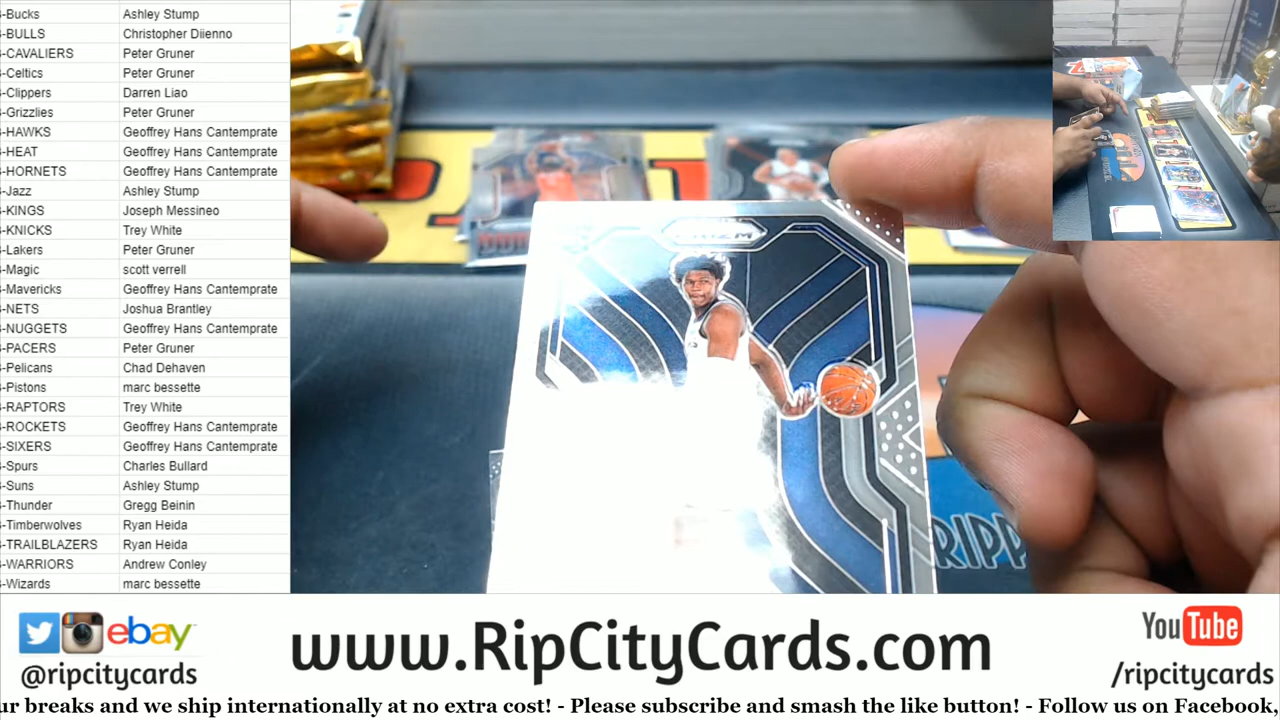 -Bucks Ashley Stump
-BULLS Christopher Diienno
-CAVALIERS Peter Gruner
-Celtics Peter Gruner
-Clippers Darren Liao
-Grizzlies Peter Gruner
-HAWKS Geoffrey Hans Cantemprate
-HEAT Geoffrey Hans Cantemprate
-HORNETS Geoffrey Hans Cantemprate
-Jazz Ashley Stump
-KINGS Joseph Messineo
-KNICKS Trey White
-Lakers Peter Gruner
-Magic scott verrell
-Mavericks Geoffrey Hans Cantemprate
-NETS Joshua Brantley
-NUGGETS Geoffrey Hans Cantemprate
-PACERS Peter Gruner
-Pelicans Chad Dehaven
-Pistons marc bessette
-RAPTORS Trey White
-ROCKETS Geoffrey Hans Cantemprate
-SIXERS Geoffrey Hans Cantemprate
-Spurs Charles Bullard
-Suns Ashley Stump
-Thunder Gregg Beinin
-Timberwolves Ryan Heida
-TRAILBLAZERS Ryan Heida
-WARRIORS Andrew Conley
-Wizards marc bessette
PRIZM
RIPP
ebay
@ripcitycards
www.RipCityCards.com
YouTube
/ripcitycards
ur breaks and we ship internationally at no extra cost! - Please subscribe and smash the like button! - Follow us on Facebook,